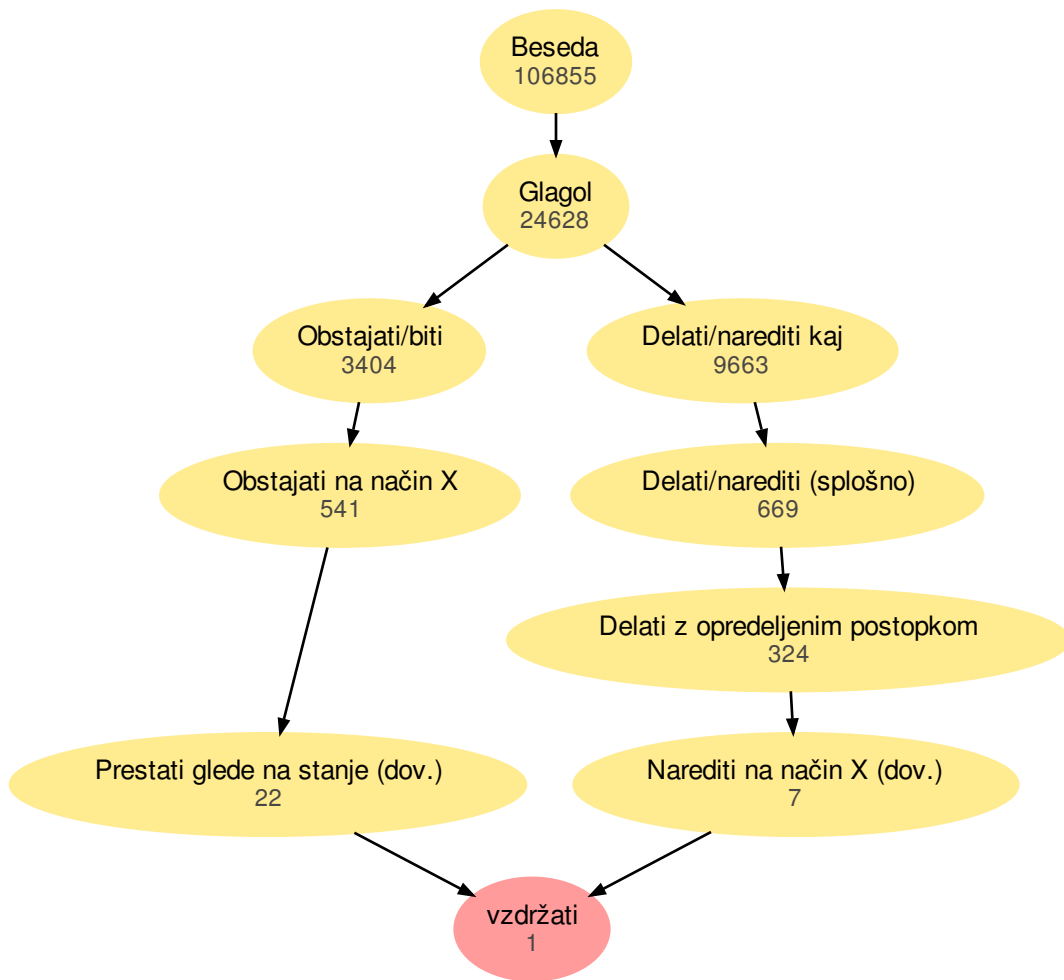 Beseda
106855
Glagol
24628
Obstajati/biti
3404
Delati/narediti kaj
9663
Obstajati na način X
541
Delati/narediti (splošno)
669
Delati z opredeljenim postopkom
324
Prestati glede na stanje (dov.)
22
Narediti na način X (dov.)
7
vzdržati
1